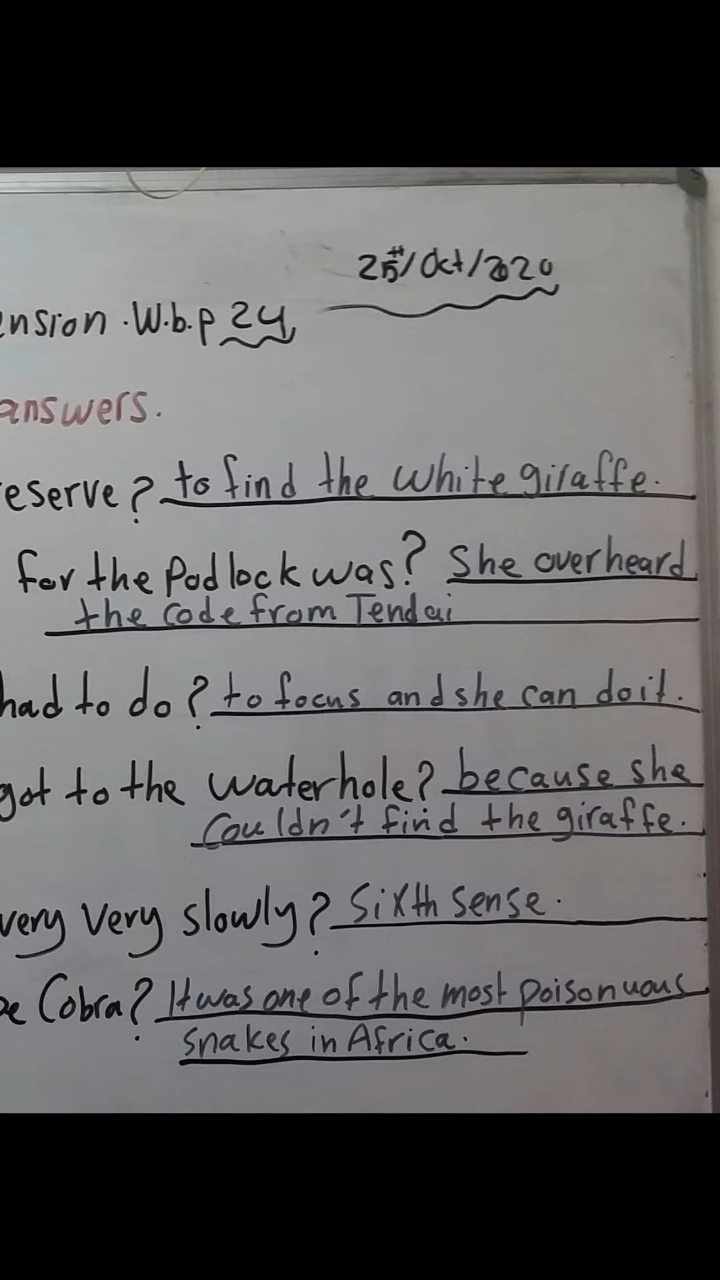 25th/Oct/2020
ension.W.b.p 24
answers.
eserve? to find the white giraffe.
for the Padlock was? She overheard
the code from Tendai
had to do? to focus and she can do it.
got to the waterhole? because she
Couldn't find the giraffe.
very very slowly? Sixth sense.
pe Cobra? It was one of the most poisonuous
snakes in Africa.